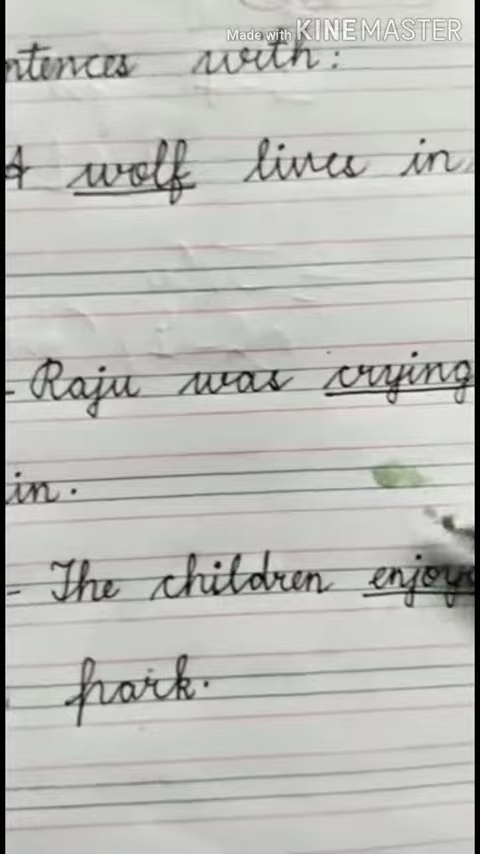 Made with KINEMASTER
ntences with:
A wolf lives in
- Raju was crying
in.
- The children enjoy
park.